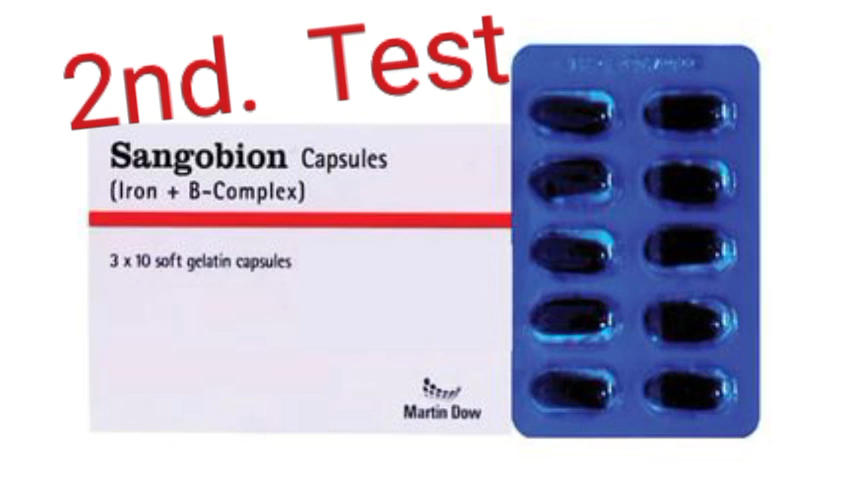 2nd. Test
Sangobion Capsules
(Iron + B-Complex)
3 x 10 soft gelatin capsules
Martin Dow